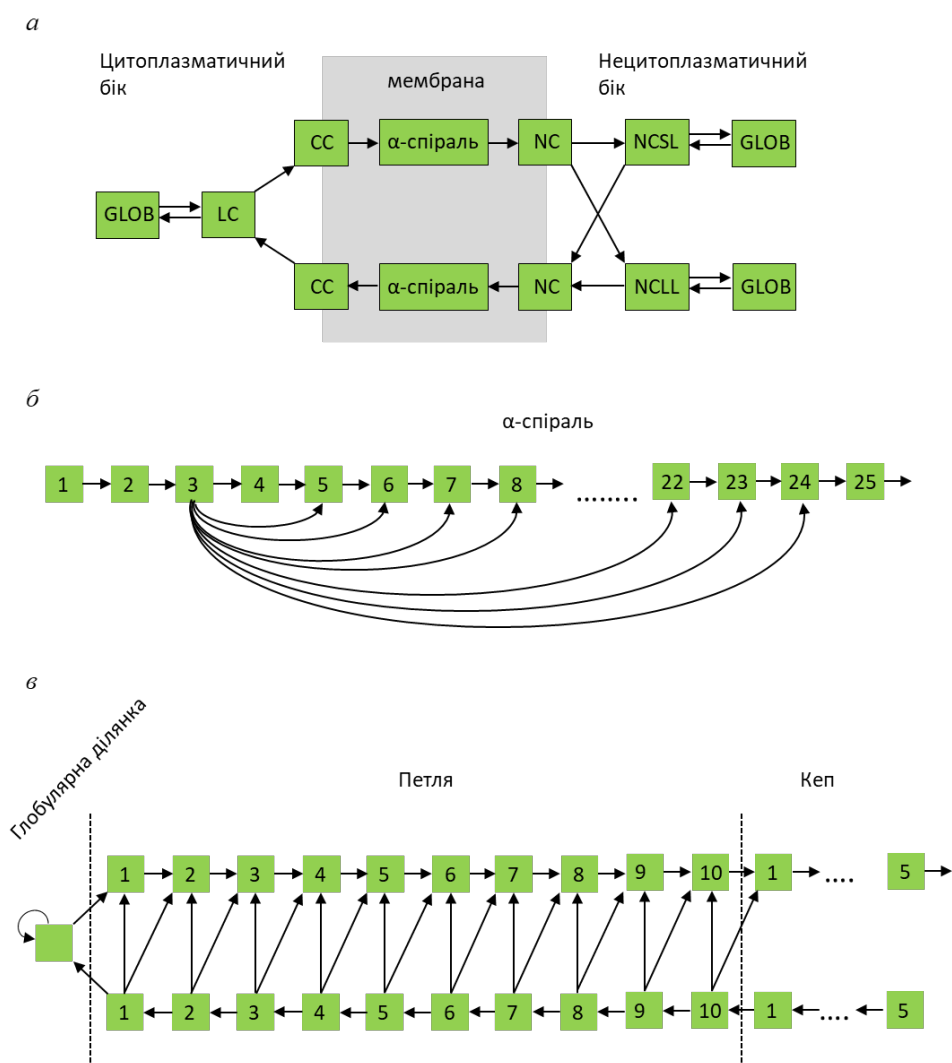 а
Цитоплазматичний
бік
мембрана
Нецитоплазматичний
бік
CC α-спіраль NC NCSL GLOB
GLOB LC
CC α-спіраль NC NCLL GLOB
б
α-спіраль
1 2 3 4 5 6 7 8 ........ 22 23 24 25
в
Глобулярна ділянка
Петля
Кеп
1 2 3 4 5 6 7 8 9 10 1 .... 5
1 2 3 4 5 6 7 8 9 10 1 .... 5